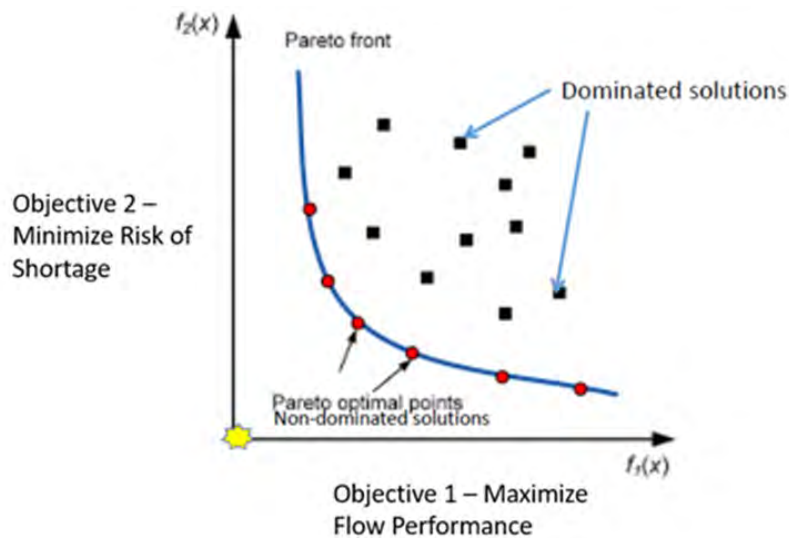 f₂(x)
Pareto front
Dominated solutions
Objective 2 –
Minimize Risk of
Shortage
Pareto optimal points
Non-dominated solutions
f₁(x)
Objective 1 – Maximize
Flow Performance